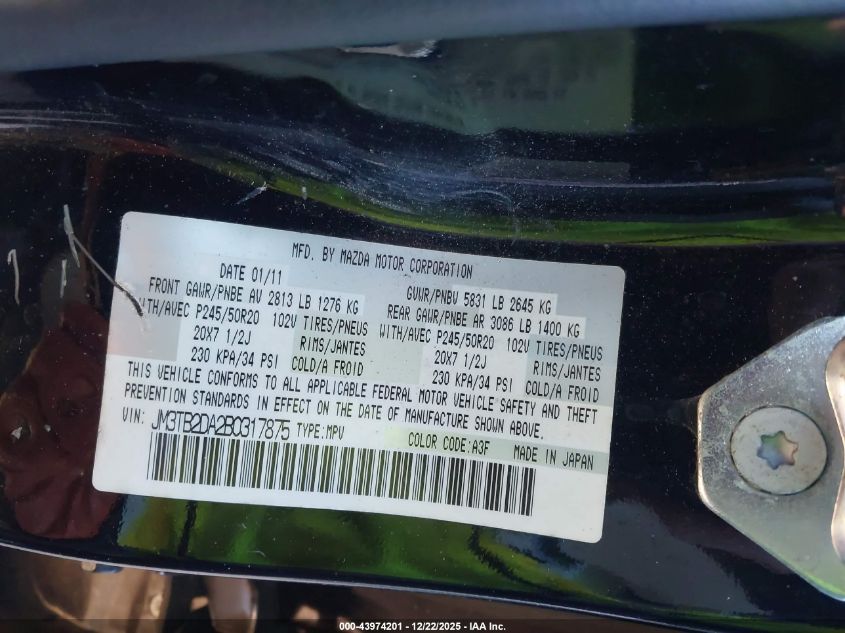 MFD. BY MAZDA MOTOR CORPORATION
DATE 01/11
GVWR/PNBV 5831 LB 2645 KG
FRONT GAWR/PNBE AV 2813 LB 1276 KG
REAR GAWR/PNBE AR 3086 LB 1400 KG
WITH/AVEC P245/50R20 102V TIRES/PNEUS
WITH/AVEC P245/50R20 102V TIRES/PNEUS
20X7 1/2J RIMS/JANTES
20X7 1/2J RIMS/JANTES
230 KPA/34 PSI COLD/A FROID
230 KPA/34 PSI COLD/A FROID
THIS VEHICLE CONFORMS TO ALL APPLICABLE FEDERAL MOTOR VEHICLE SAFETY AND THEFT
PREVENTION STANDARDS IN EFFECT ON THE DATE OF MANUFACTURE SHOWN ABOVE.
VIN: JM3TB2DA2B0317875 TYPE:MPV COLOR CODE:A3F MADE IN JAPAN
000-43974201 - 12/22/2025 - IAA Inc.